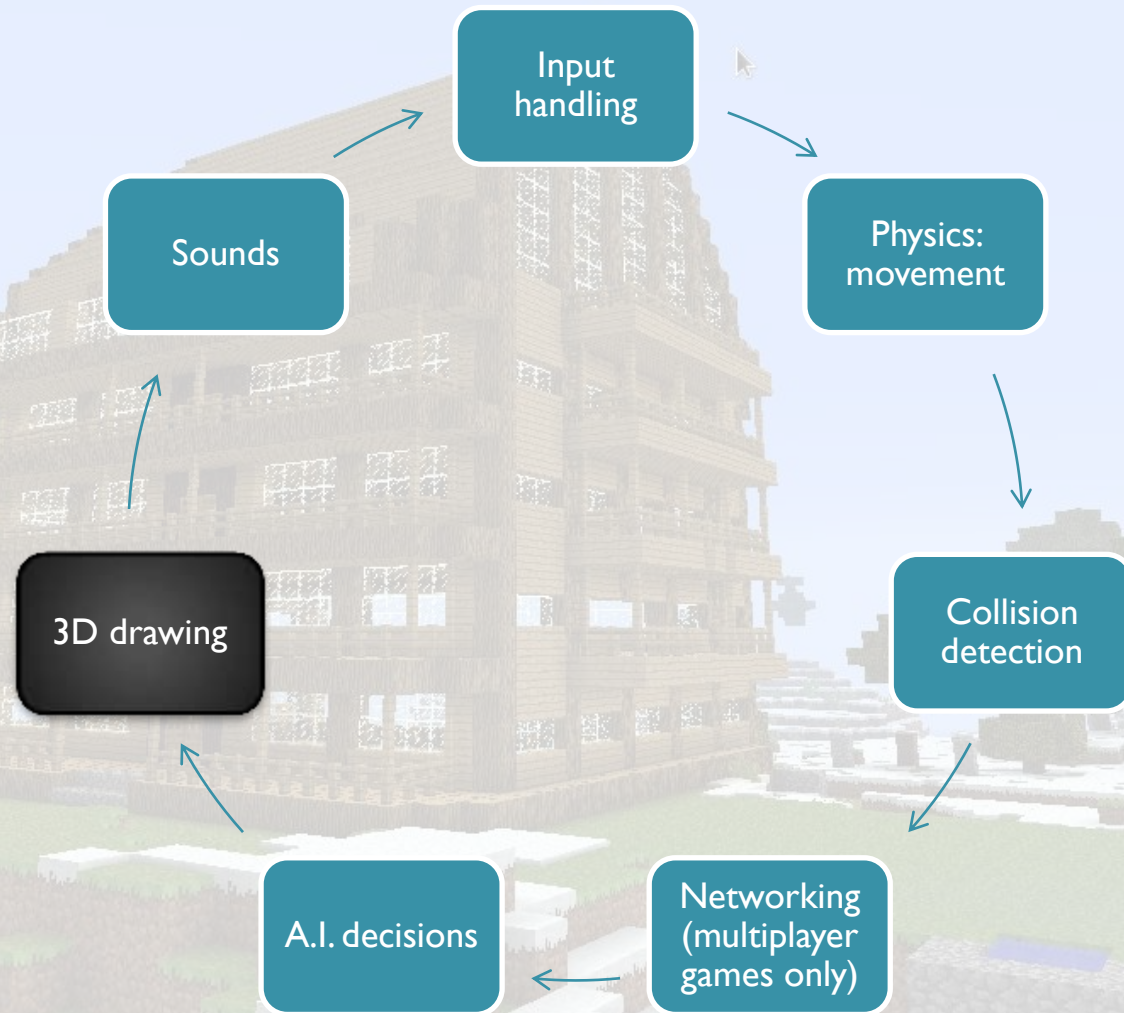 Input
handling
Physics:
movement
Collision
detection
Networking
(multiplayer
games only)
A.I. decisions
3D drawing
Sounds